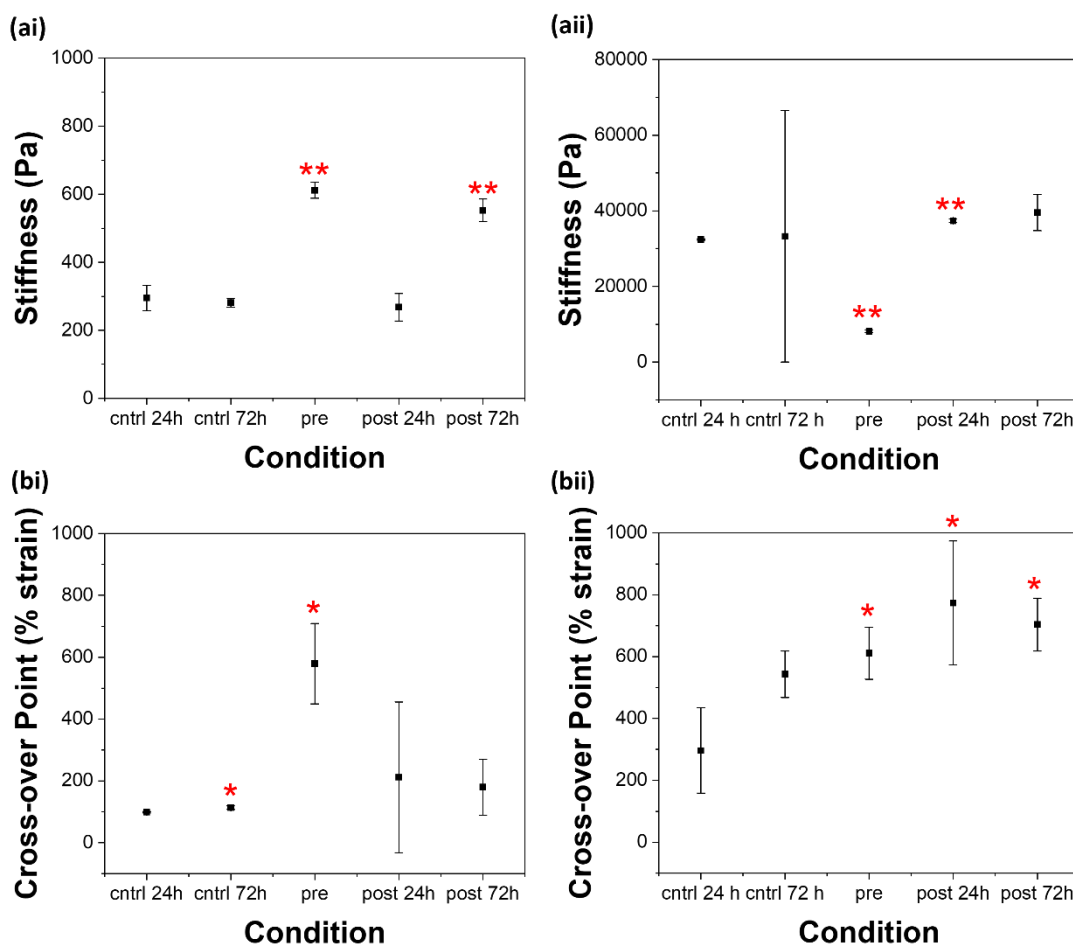 (ai)
Stiffness (Pa)
1000
800
600
400
200
0
**
**
cntrl 24h cntrl 72h pre post 24h post 72h
Condition
(aii)
Stiffness (Pa)
80000
60000
40000
20000
0
**
**
cntrl 24 h cntrl 72 h pre post 24h post 72h
Condition
(bi)
Cross-over Point (% strain)
1000
800
600
400
200
0
*
*
cntrl 24h cntrl 72h pre post 24h post 72h
Condition
(bii)
Cross-over Point (% strain)
1000
800
600
400
200
0
*
*
*
cntrl 24 h cntrl 72 h pre post 24h post 72h
Condition